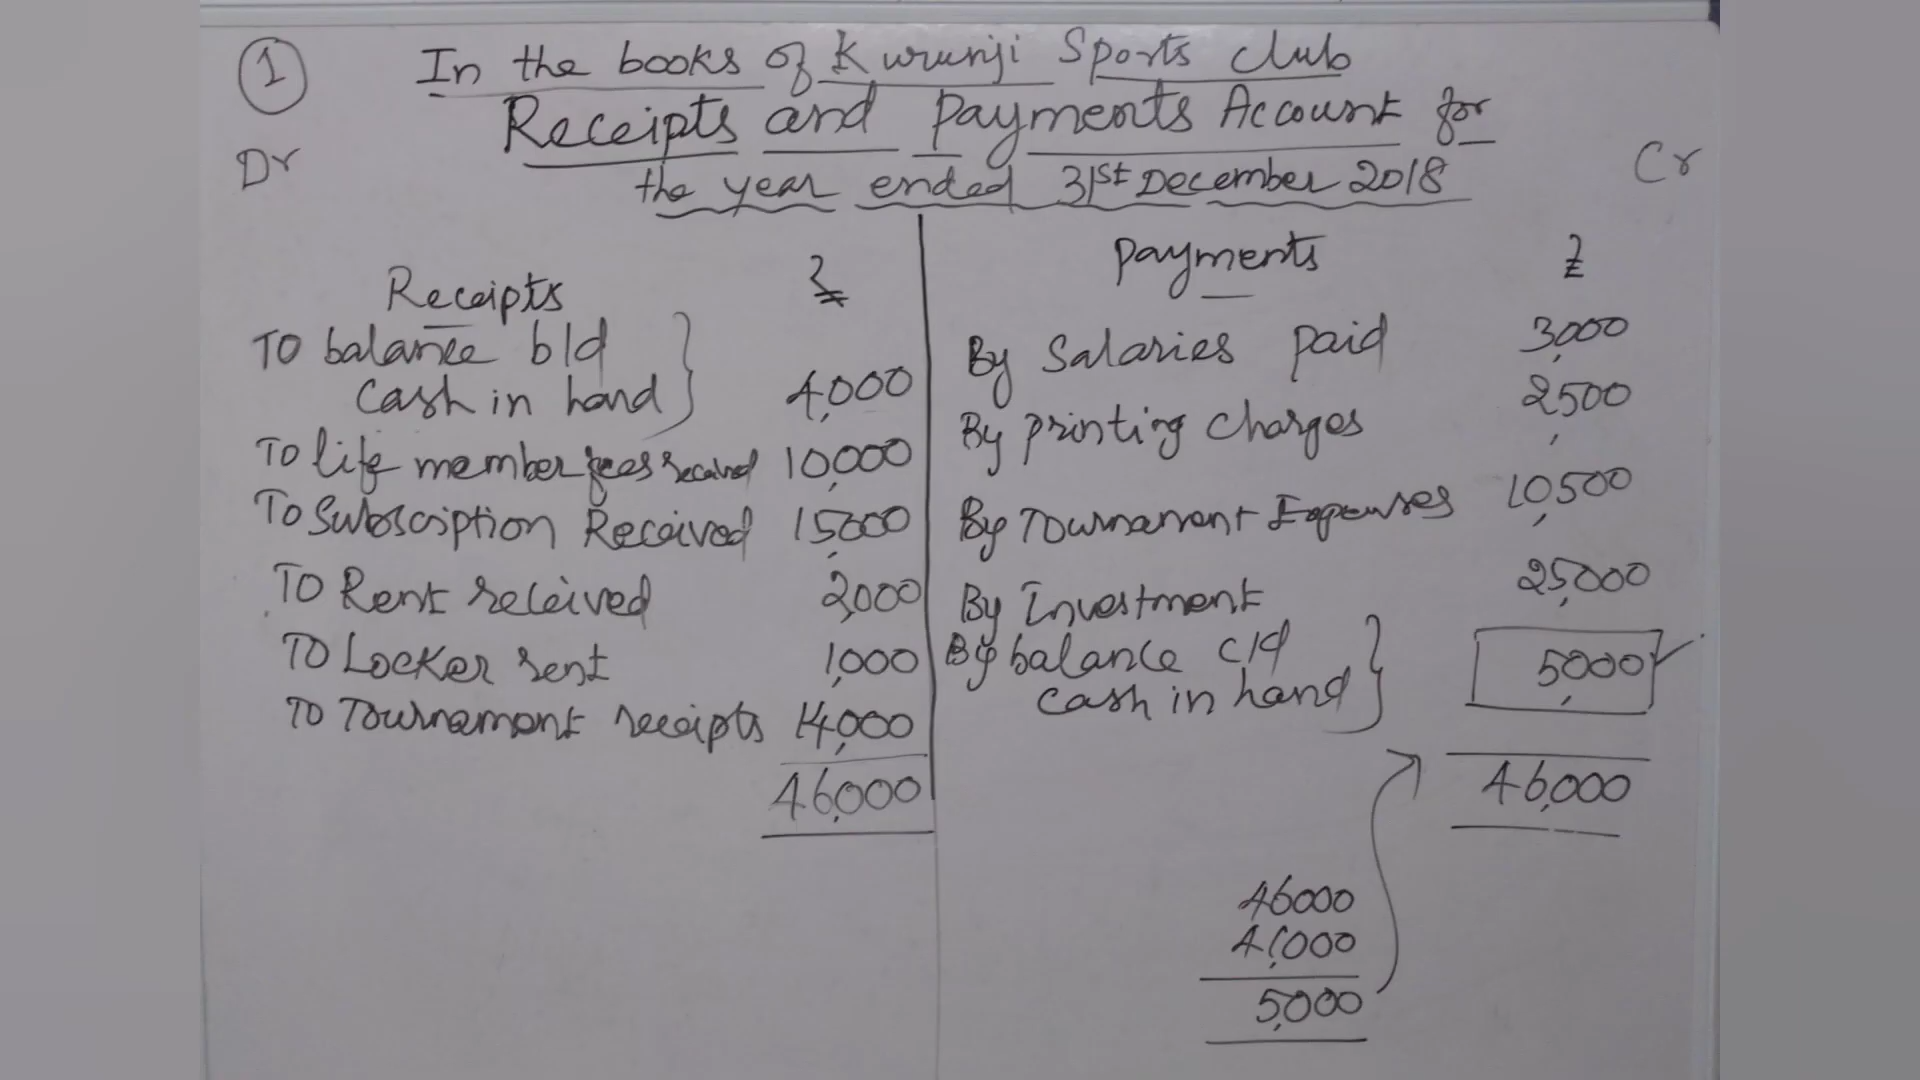 1
In the books of Kurunji Sports Club
Receipts and Payments Account for
the year ended 31st December 2018
Dr
Cr
Receipts ₹
To balance b/d
Cash in hand } 4,000
To life member fees received 10,000
To Subscription Received 15,000
To Rent received 2,000
To Locker rent 1,000
To Tournament receipts 14,000
46,000
Payments ₹
By Salaries paid 3,000
By printing Charges 2,500
By Tournament Expenses 10,500
By Investment 25,000
By balance c/d
Cash in hand } 5,000
46,000
46000
41,000
5,000